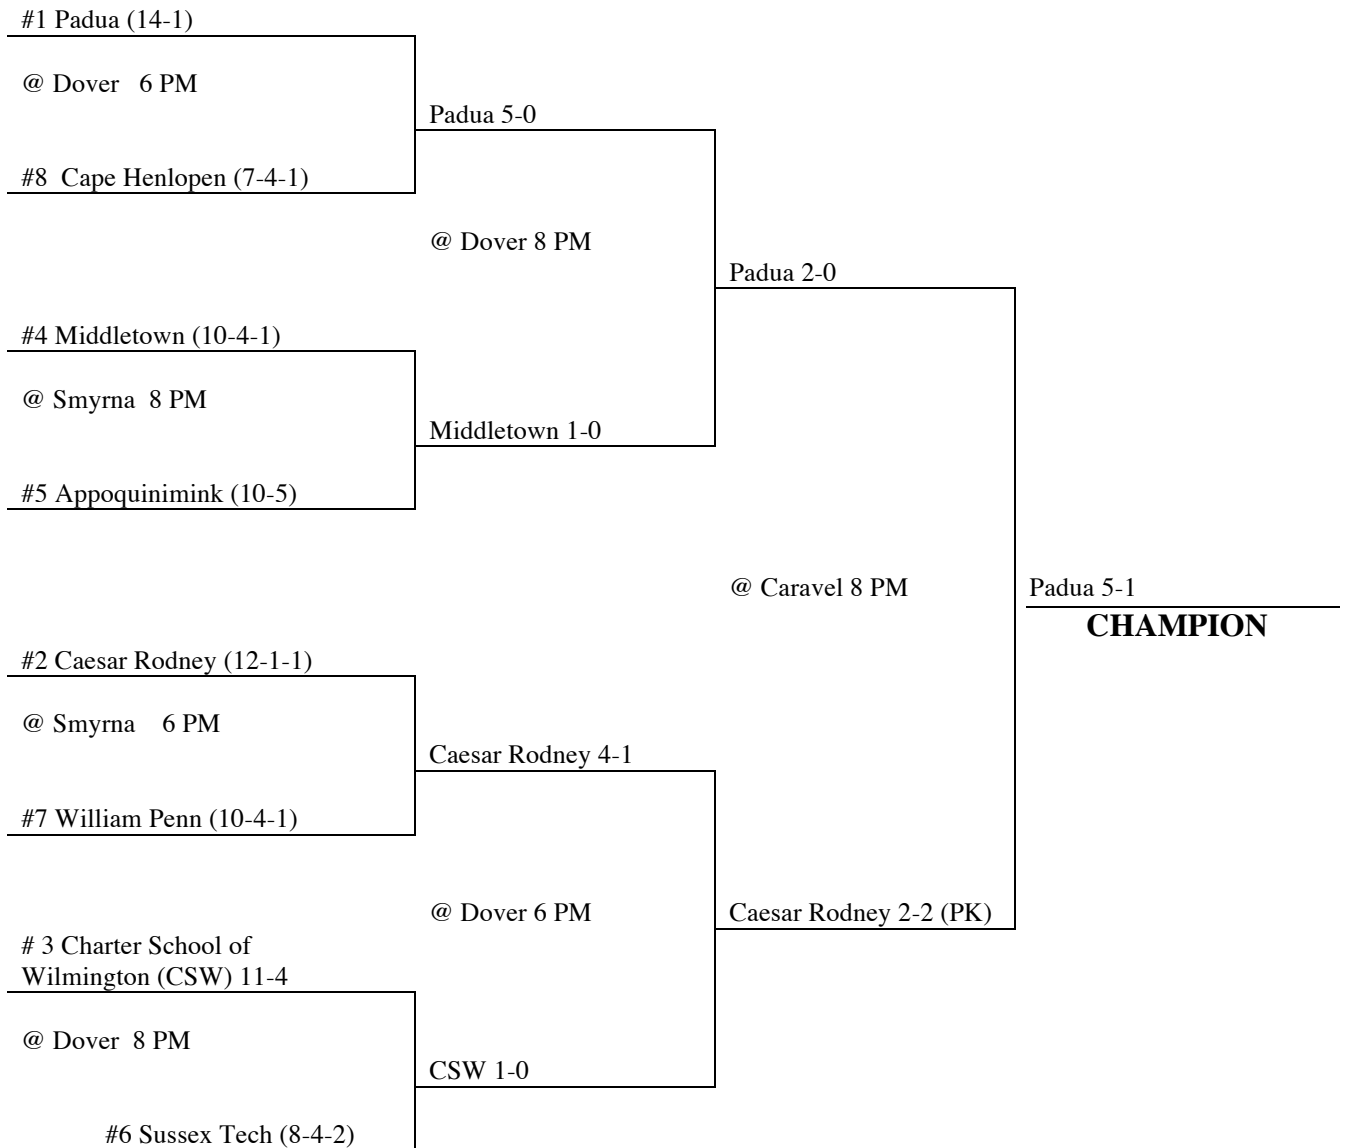 #1 Padua (14-1)
@ Dover 6 PM
Padua 5-0
#8 Cape Henlopen (7-4-1)
@ Dover 8 PM
Padua 2-0
#4 Middletown (10-4-1)
@ Smyrna 8 PM
Middletown 1-0
#5 Appoquinimink (10-5)
@ Caravel 8 PM
Padua 5-1
CHAMPION
#2 Caesar Rodney (12-1-1)
@ Smyrna 6 PM
Caesar Rodney 4-1
#7 William Penn (10-4-1)
@ Dover 6 PM
Caesar Rodney 2-2 (PK)
# 3 Charter School of
Wilmington (CSW) 11-4
@ Dover 8 PM
CSW 1-0
#6 Sussex Tech (8-4-2)